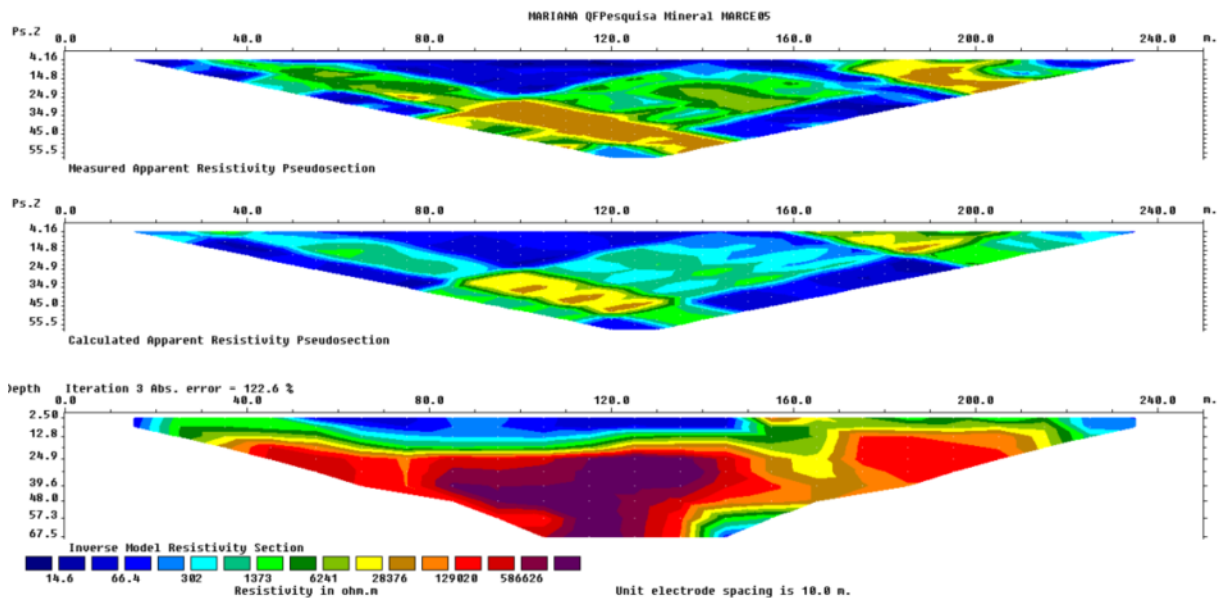 MARIANA QFPesquisa Mineral MARCE05
Ps.Z 0.0 40.0 80.0 120.0 160.0 200.0 240.0 m.
4.16
14.8
24.9
34.9
45.0
55.5
Measured Apparent Resistivity Pseudosection
Ps.Z 0.0 40.0 80.0 120.0 160.0 200.0 240.0 m.
4.16
14.8
24.9
34.9
45.0
55.5
Calculated Apparent Resistivity Pseudosection
Depth Iteration 3 Abs. error = 122.6 %
0.0 40.0 80.0 120.0 160.0 200.0 240.0 m.
2.50
12.8
24.9
39.6
48.0
57.3
67.5
Inverse Model Resistivity Section
14.6 66.4 302 1373 6241 28376 129020 586626
Resistivity in ohm.m Unit electrode spacing is 10.0 m.